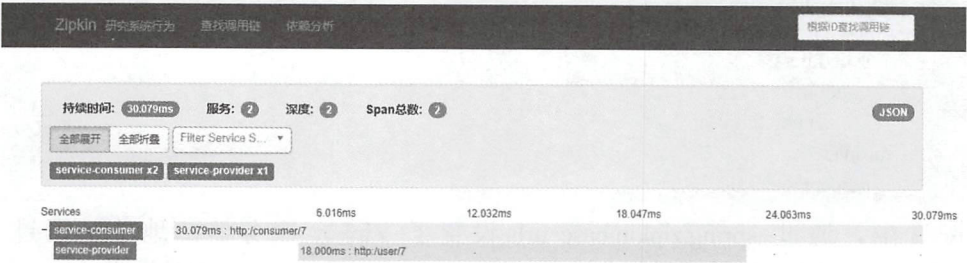 Zipkin 研究系统行为 查找调用链 依赖分析 根据ID查找调用链
持续时间: 30.079ms 服务: 2 深度: 2 Span总数: 2 JSON
全部展开 全部折叠 Filter Service S...
service-consumer x2 service-provider x1
Services 6.016ms 12.032ms 18.047ms 24.063ms 30.079ms
- service-consumer 30.079ms : http:/consumer/7
service-provider 18.000ms : http:/user/7